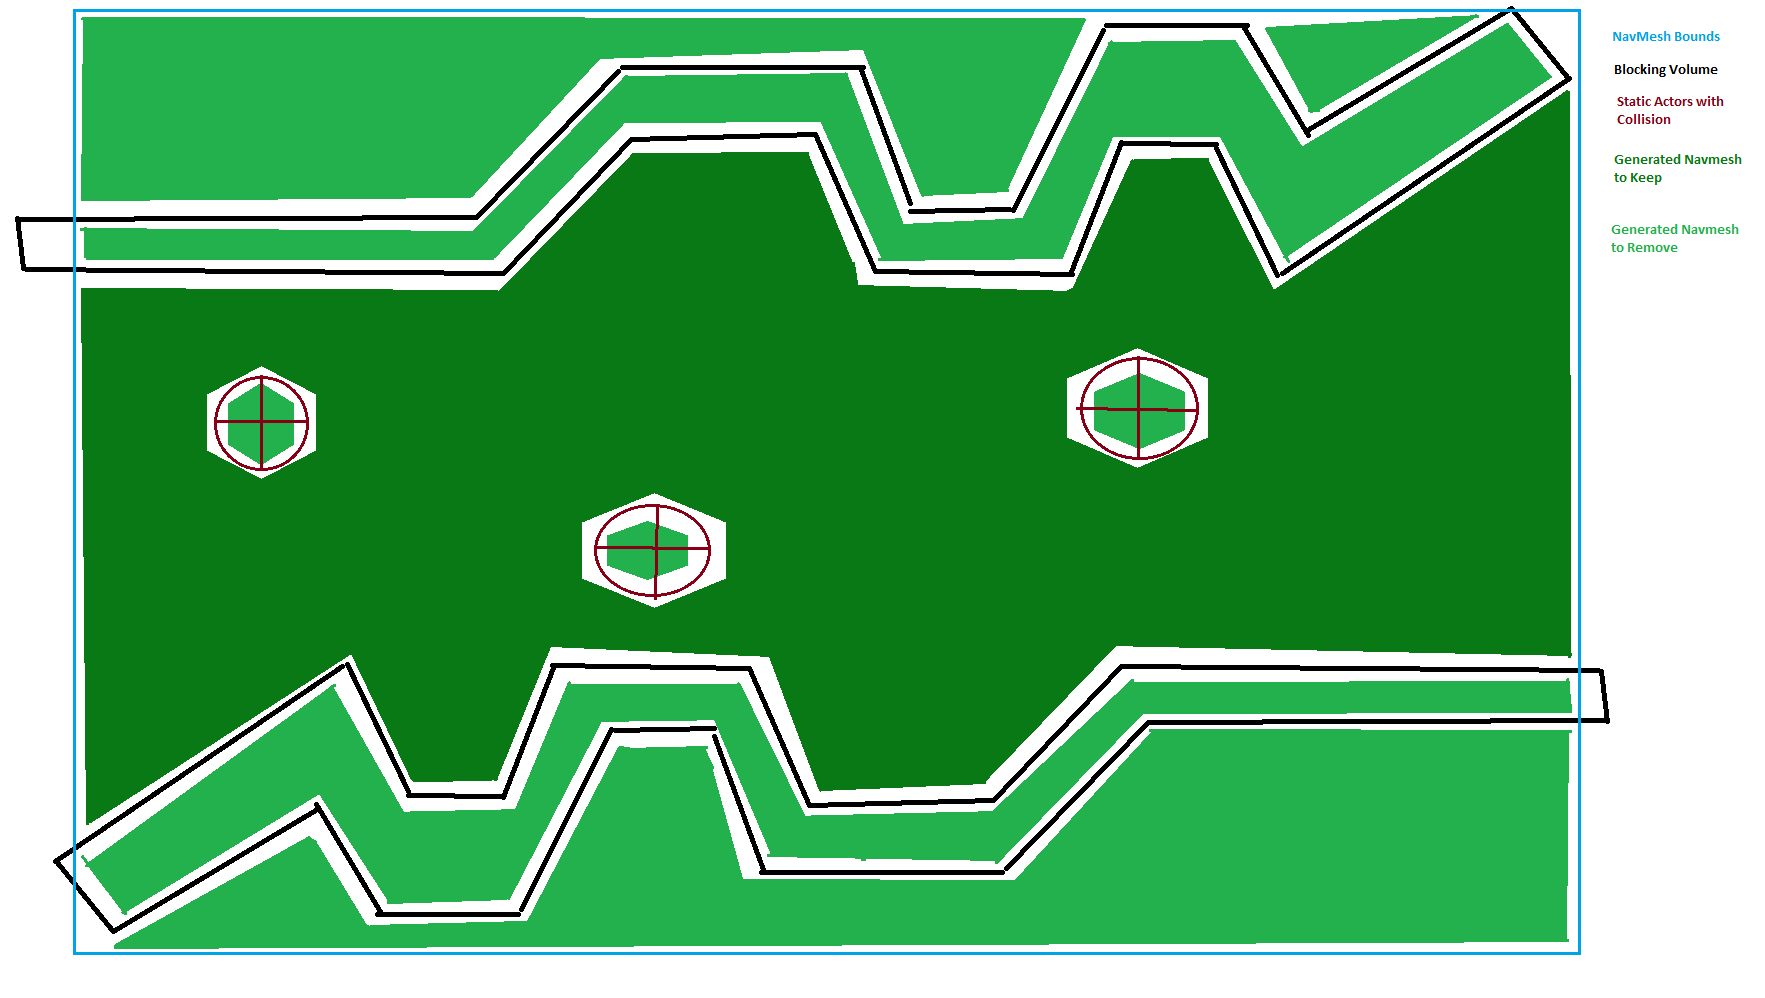 NavMesh Bounds
Blocking Volume
Static Actors with
Collision
Generated Navmesh
to Keep
Generated Navmesh
to Remove